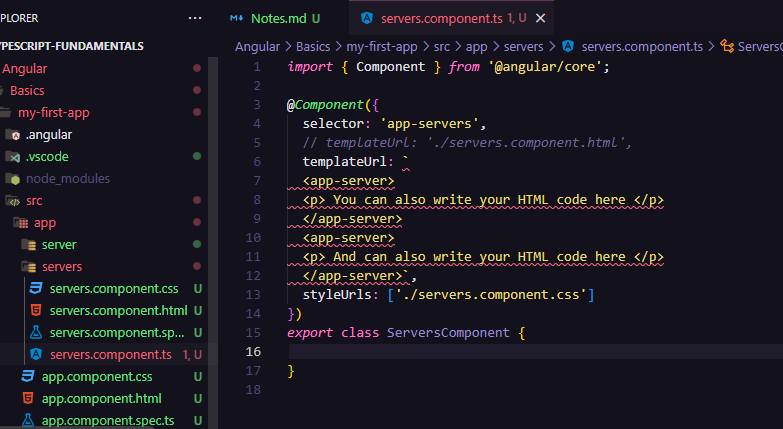 PLORER
PESCRIPT-FUNDAMENTALS
Angular
Basics
my-first-app
.angular
.vscode
node_modules
src
app
server
servers
servers.component.css U
servers.component.html U
servers.component.sp... U
servers.component.ts 1, U
app.component.css U
app.component.html U
app.component.spec.ts U
Notes.md U
servers.component.ts 1, U
Angular > Basics > my-first-app > src > app > servers > servers.component.ts > ServersC
1 import { Component } from '@angular/core';
2
3 @Component({
4 selector: 'app-servers',
5 // templateUrl: './servers.component.html',
6 templateUrl: `
7 <app-server>
8 <p> You can also write your HTML code here </p>
9 </app-server>
10 <app-server>
11 <p> And can also write your HTML code here </p>
12 </app-server>`,
13 styleUrls: ['./servers.component.css']
14 })
15 export class ServersComponent {
16
17 }
18